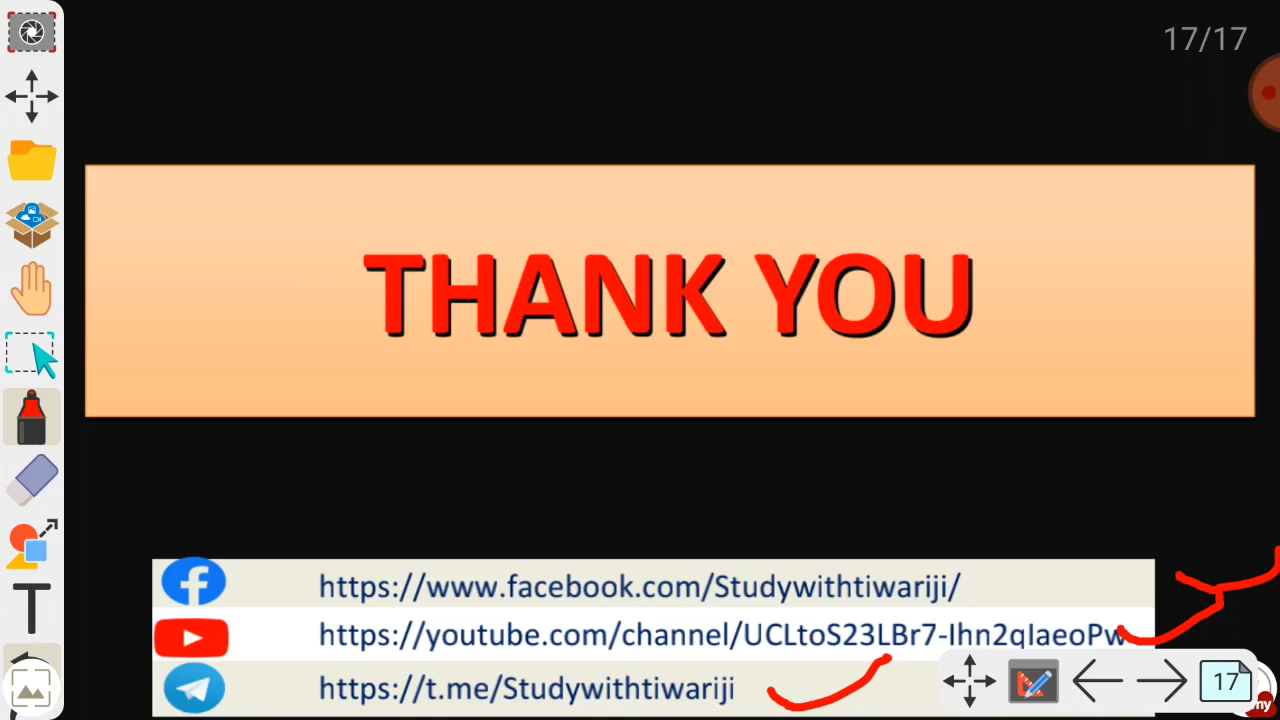 17/17
THANK YOU
https://www.facebook.com/Studywithtiwariji/
https://youtube.com/channel/UCLtoS23LBr7-Ihn2qIaeoPw
https://t.me/Studywithtiwariji
T
17